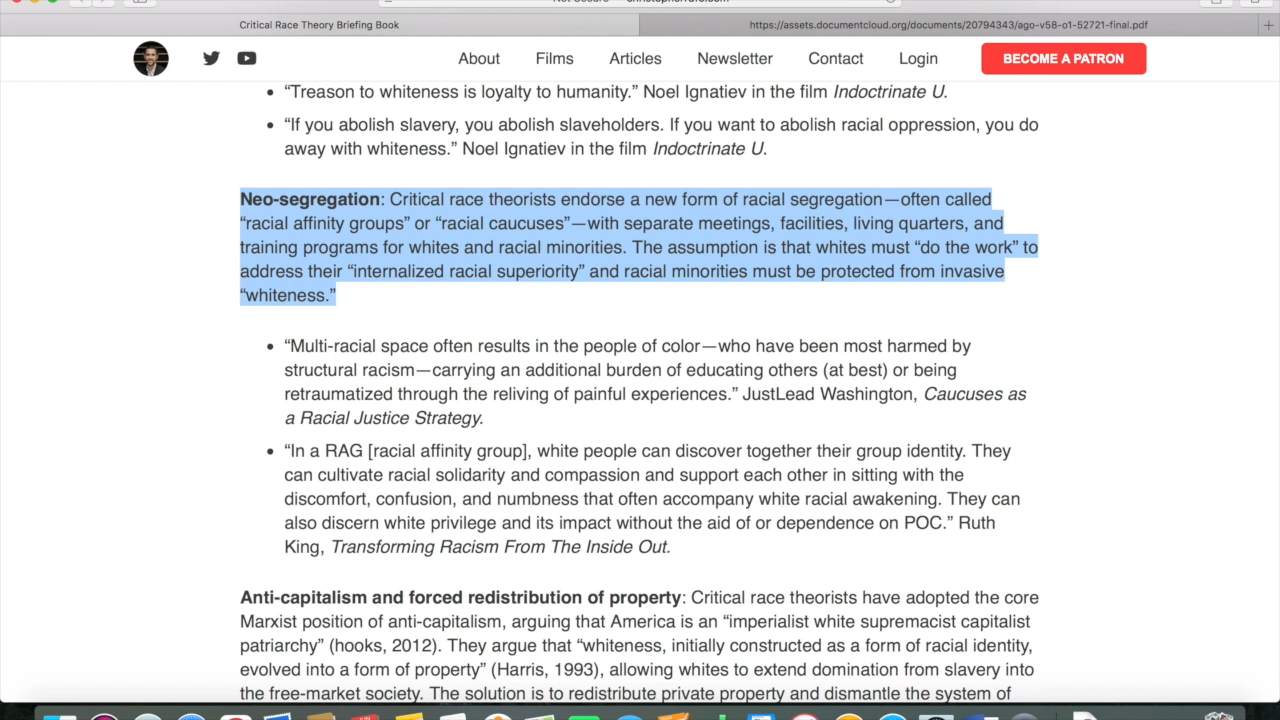 Critical Race Theory Briefing Book
https://assets.documentcloud.org/documents/20794343/ago-v58-o1-52721-final.pdf
About Films Articles Newsletter Contact Login BECOME A PATRON
• “Treason to whiteness is loyalty to humanity.” Noel Ignatiev in the film Indoctrinate U.
• “If you abolish slavery, you abolish slaveholders. If you want to abolish racial oppression, you do
away with whiteness.” Noel Ignatiev in the film Indoctrinate U.
Neo-segregation: Critical race theorists endorse a new form of racial segregation—often called
“racial affinity groups” or “racial caucuses”—with separate meetings, facilities, living quarters, and
training programs for whites and racial minorities. The assumption is that whites must “do the work” to
address their “internalized racial superiority” and racial minorities must be protected from invasive
“whiteness.”
• “Multi-racial space often results in the people of color—who have been most harmed by
structural racism—carrying an additional burden of educating others (at best) or being
retraumatized through the reliving of painful experiences.” JustLead Washington, Caucuses as
a Racial Justice Strategy.
• “In a RAG [racial affinity group], white people can discover together their group identity. They
can cultivate racial solidarity and compassion and support each other in sitting with the
discomfort, confusion, and numbness that often accompany white racial awakening. They can
also discern white privilege and its impact without the aid of or dependence on POC.” Ruth
King, Transforming Racism From The Inside Out.
Anti-capitalism and forced redistribution of property: Critical race theorists have adopted the core
Marxist position of anti-capitalism, arguing that America is an “imperialist white supremacist capitalist
patriarchy” (hooks, 2012). They argue that “whiteness, initially constructed as a form of racial identity,
evolved into a form of property” (Harris, 1993), allowing whites to extend domination from slavery into
the free-market society. The solution is to redistribute private property and dismantle the system of